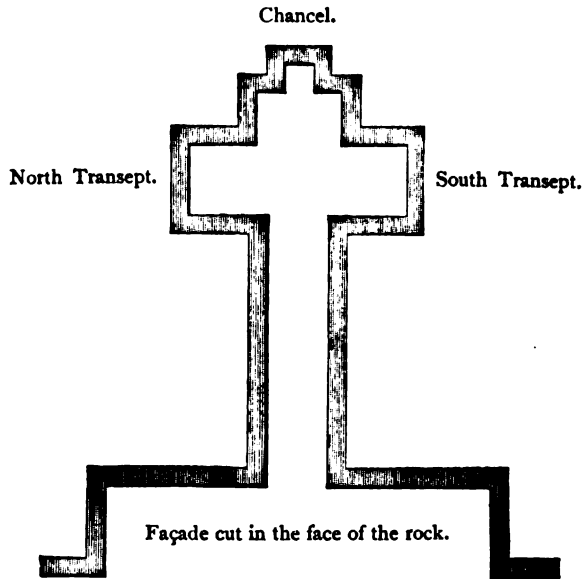 Chancel.
North Transept.
South Transept.
Façade cut in the face of the rock.